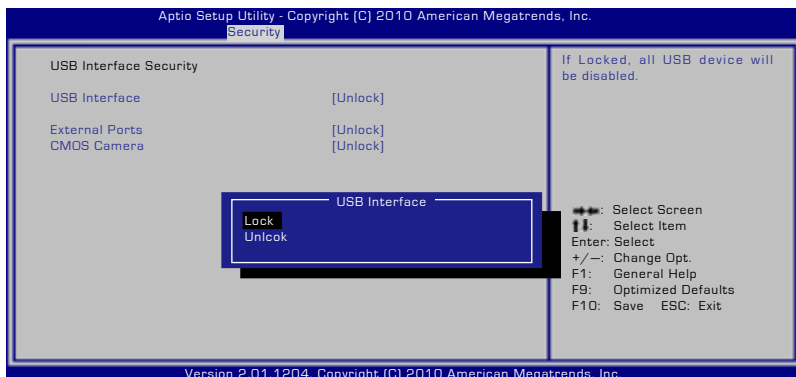 Aptio Setup Utility - Copyright (C) 2010 American Megatrends, Inc.
Security
USB Interface Security
USB Interface [Unlock]
External Ports [Unlock]
CMOS Camera [Unlock]
If Locked, all USB device will
be disabled.
USB Interface
Lock
Unlcok
: Select Screen
: Select Item
Enter: Select
+/−: Change Opt.
F1: General Help
F9: Optimized Defaults
F10: Save ESC: Exit
Version 2.01.1204. Copyright (C) 2010 American Megatrends, Inc.